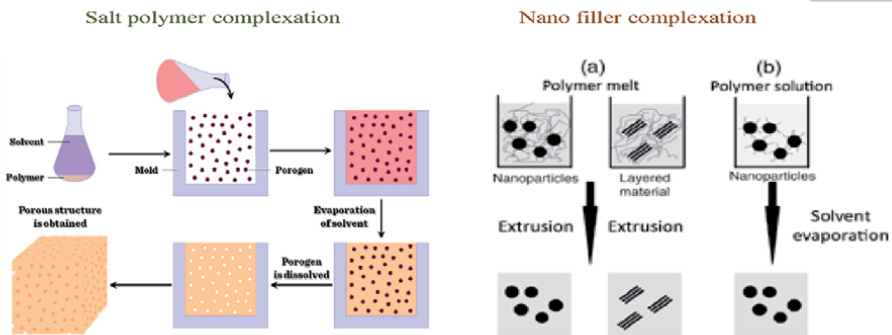 Salt polymer complexation
Solvent
Polymer
Mold
Porogen
Evaporation
of solvent
Porogen
is dissolved
Porous structure
is obtained
Nano filler complexation
(a)
Polymer melt
Nanoparticles
Layered
material
Extrusion
Extrusion
(b)
Polymer solution
Nanoparticles
Solvent
evaporation